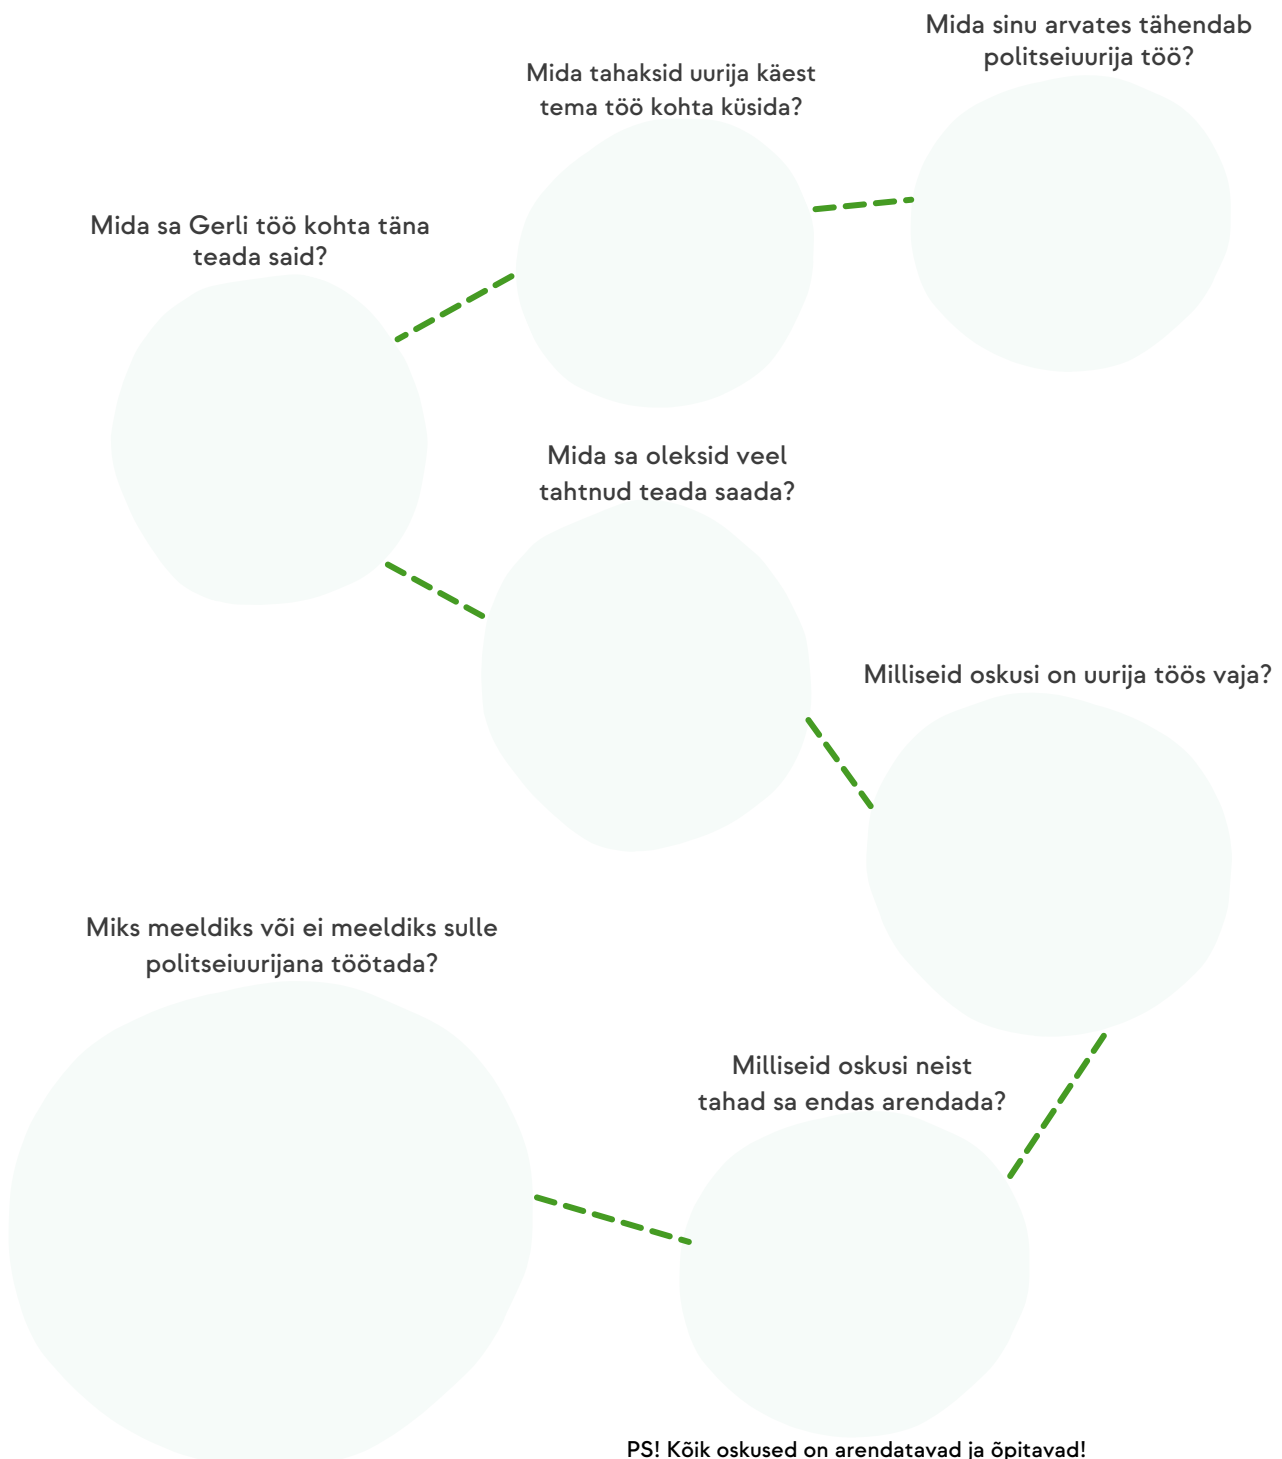 Mida sinu arvates tähendab
politseiuurija töö?
Mida tahaksid uurija käest
tema töö kohta küsida?
Mida sa Gerli töö kohta täna
teada said?
Mida sa oleksid veel
tahtnud teada saada?
Milliseid oskusi on uurija töös vaja?
Milliseid oskusi neist
tahad sa endas arendada?
Miks meeldiks või ei meeldiks sulle
politseiuurijana töötada?
PS! Kõik oskused on arendatavad ja õpitavad!